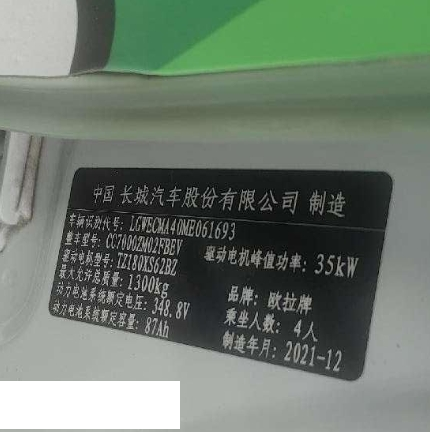 中国 长城汽车股份有限公司 制造
车辆识别代号: LGWECMA40ME061693
整车型号: CC7000ZM02FBEV
驱动电机型号: TZ180XS62BZ 驱动电机峰值功率: 35kW
最大允许总质量: 1300kg
动力电池系统额定电压: 348.8V 品牌: 欧拉牌
动力电池系统额定容量: 87Ah 乘坐人数: 4人
制造年月: 2021-12